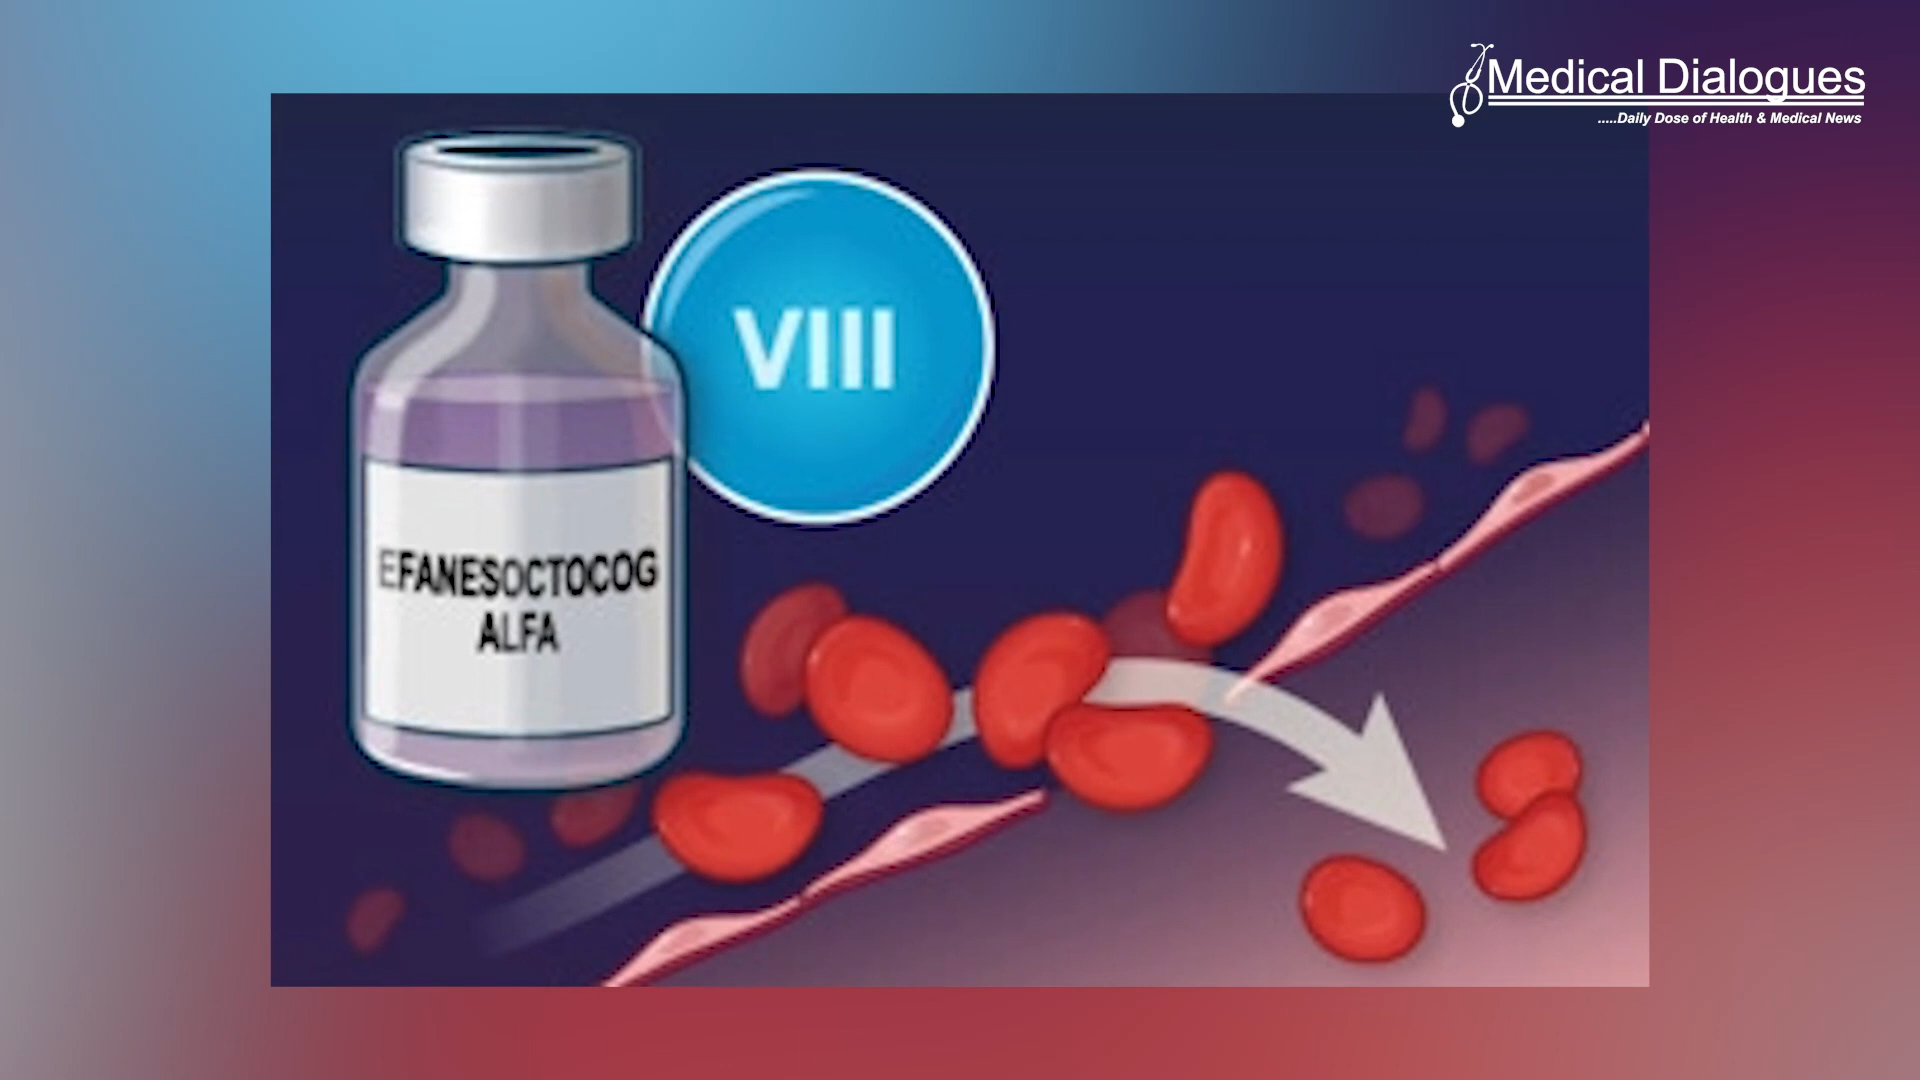 Medical Dialogues
.....Daily Dose of Health & Medical News
VIII
EFANESOCTOCOG
ALFA